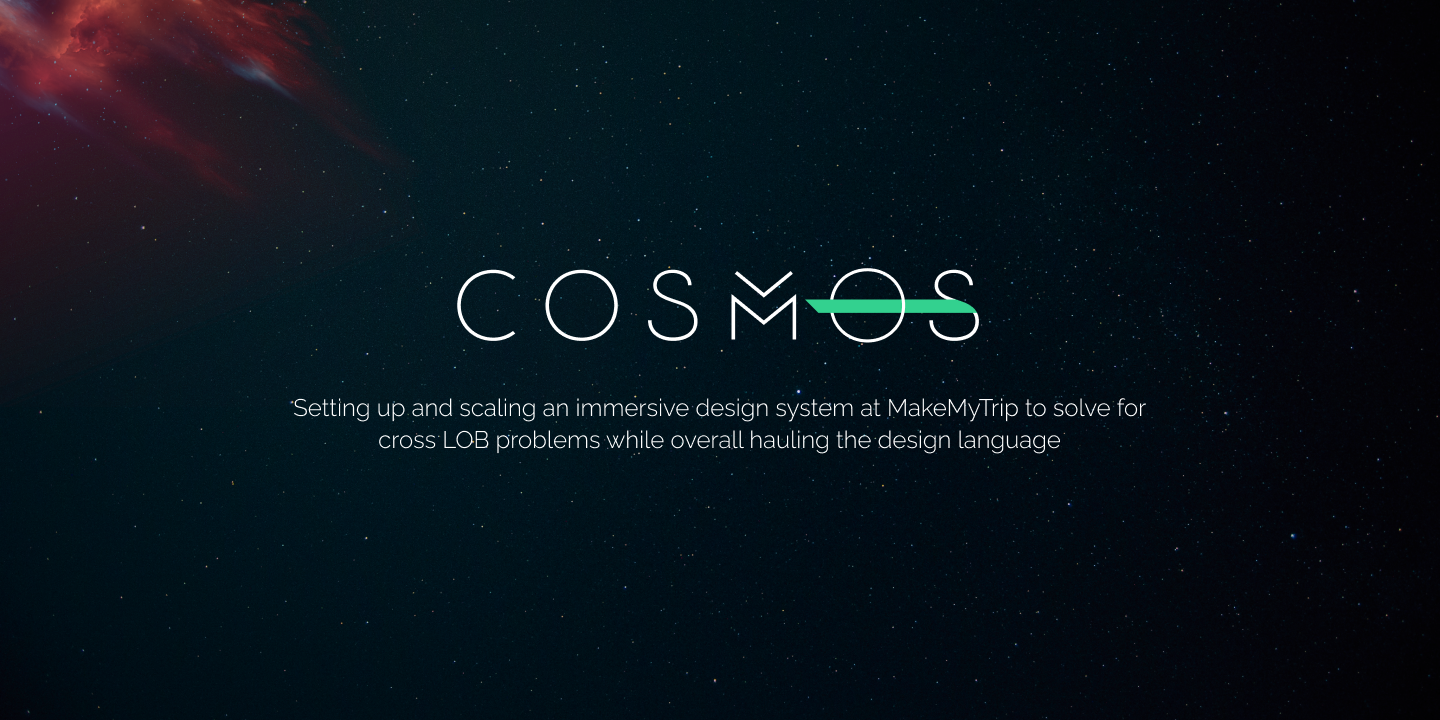 COSMOS
Setting up and scaling an immersive design system at MakeMyTrip to solve for
cross LOB problems while overall hauling the design language